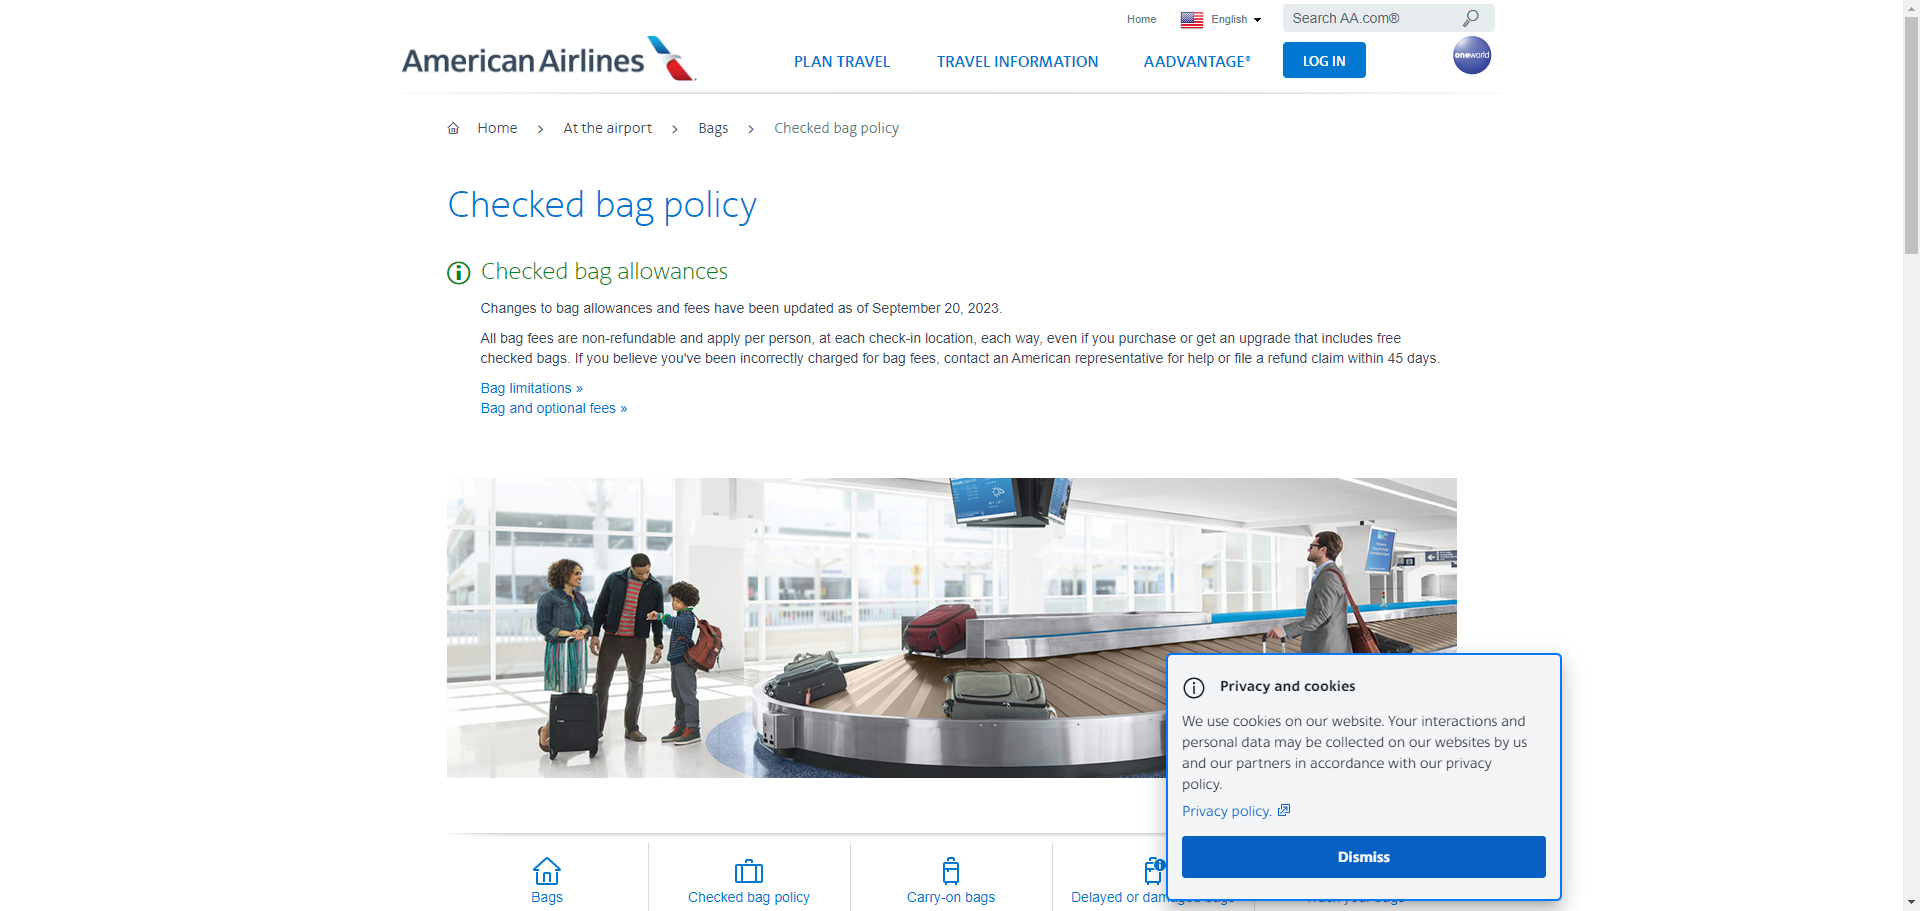 Home English Search AA.com®
American Airlines
PLAN TRAVEL TRAVEL INFORMATION AADVANTAGE® LOG IN oneworld
Home > At the airport > Bags > Checked bag policy
Checked bag policy
Checked bag allowances
Changes to bag allowances and fees have been updated as of September 20, 2023.
All bag fees are non-refundable and apply per person, at each check-in location, each way, even if you purchase or get an upgrade that includes free
checked bags. If you believe you've been incorrectly charged for bag fees, contact an American representative for help or file a refund claim within 45 days.
Bag limitations »
Bag and optional fees »
Privacy and cookies
We use cookies on our website. Your interactions and
personal data may be collected on our websites by us
and our partners in accordance with our privacy
policy.
Privacy policy.
Dismiss
Bags Checked bag policy Carry-on bags Delayed or damaged bags Track your bags